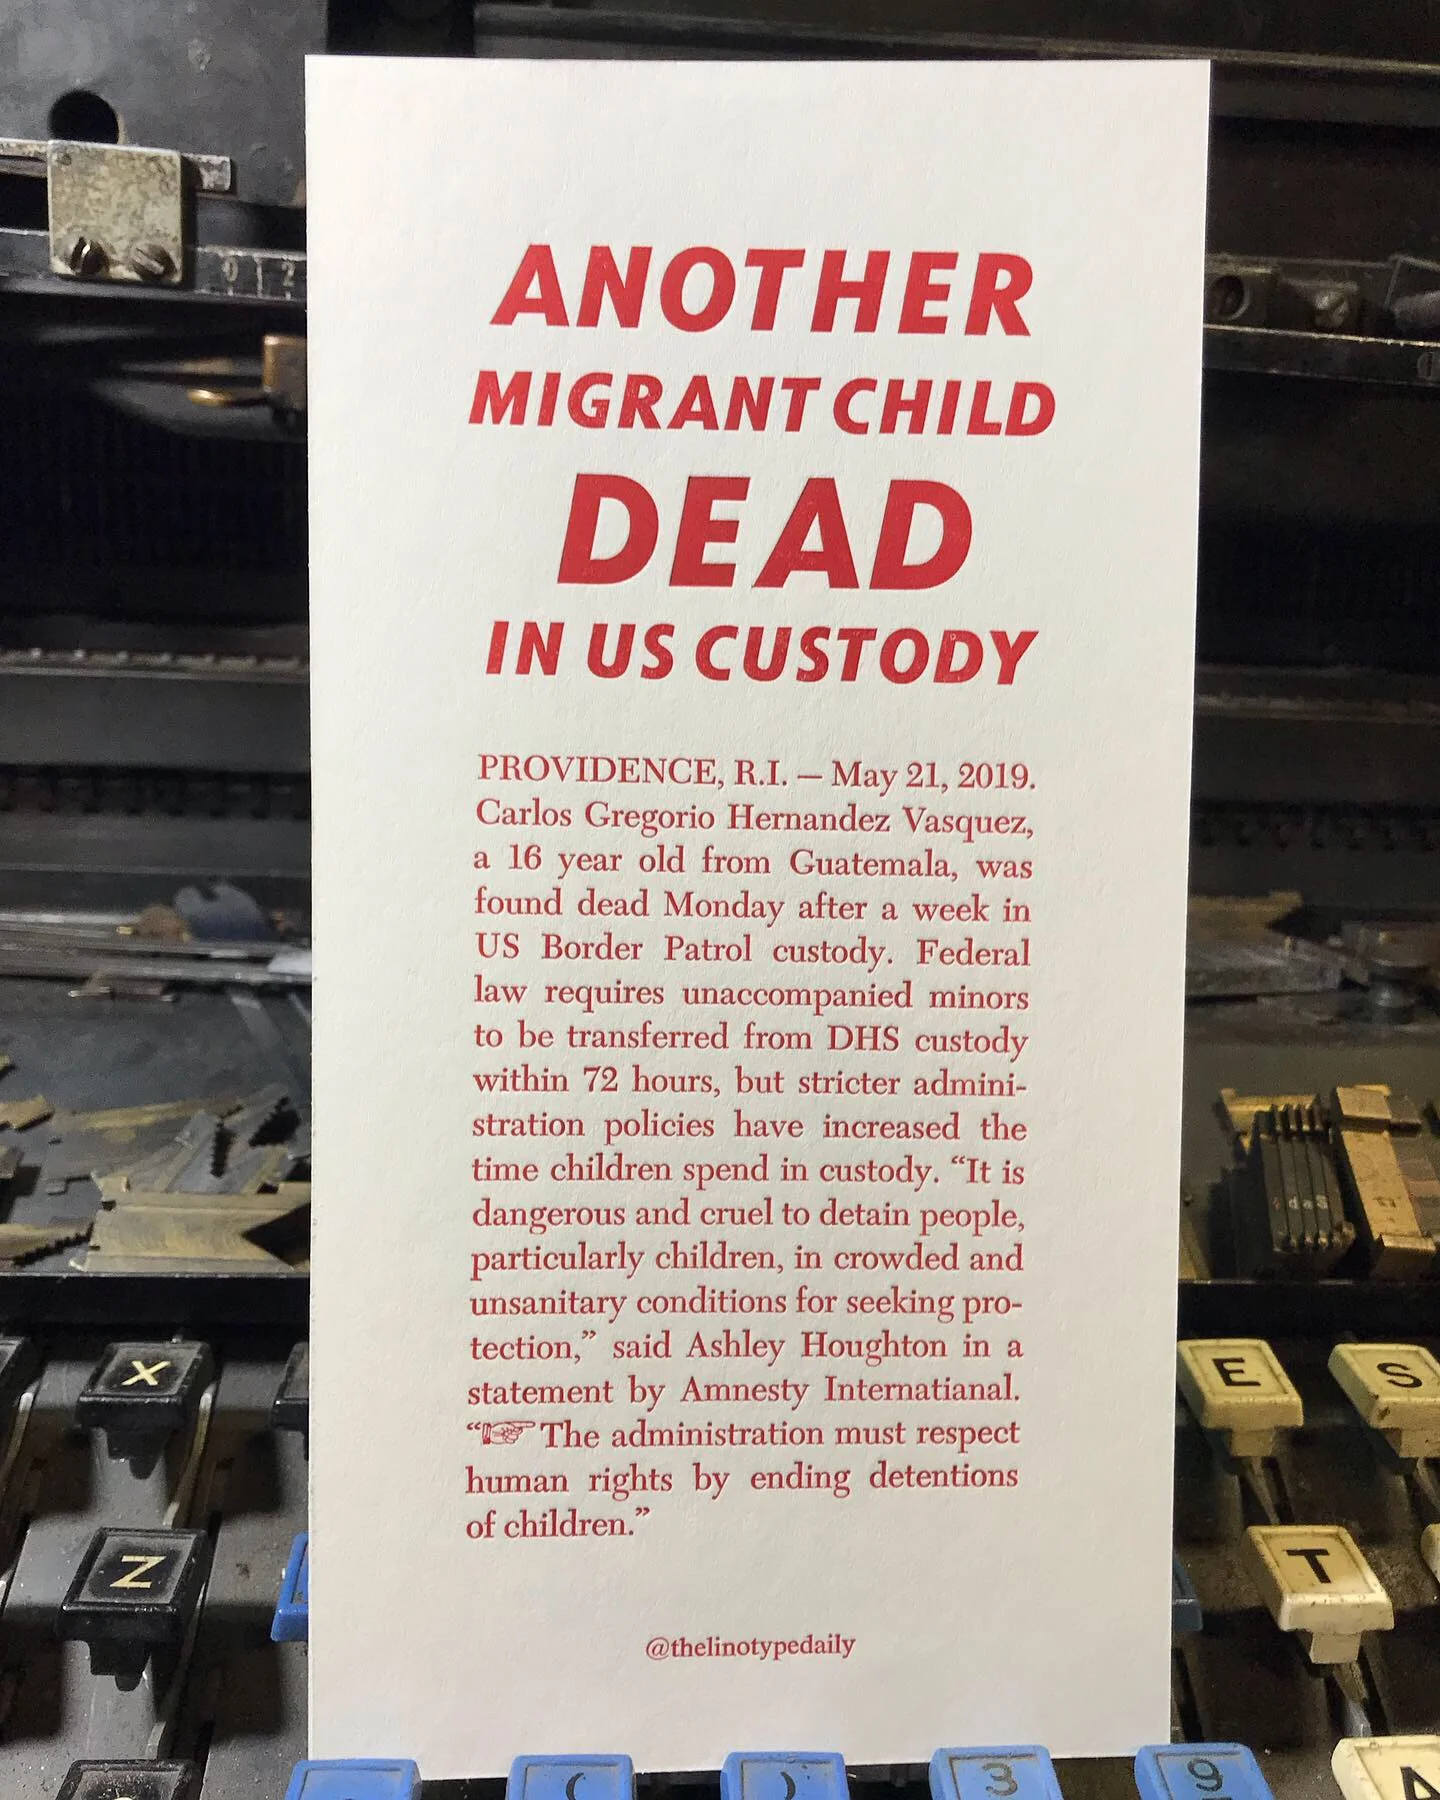 ANOTHER
MIGRANT CHILD
DEAD
IN US CUSTODY
PROVIDENCE, R.I. — May 21, 2019.
Carlos Gregorio Hernandez Vasquez,
a 16 year old from Guatemala, was
found dead Monday after a week in
US Border Patrol custody. Federal
law requires unaccompanied minors
to be transferred from DHS custody
within 72 hours, but stricter admini-
stration policies have increased the
time children spend in custody. “It is
dangerous and cruel to detain people,
particularly children, in crowded and
unsanitary conditions for seeking pro-
tection,” said Ashley Houghton in a
statement by Amnesty Internatianal.
“☞ The administration must respect
human rights by ending detentions
of children.”
@thelinotypedaily
X
E S
Z
T
( ) 3 9